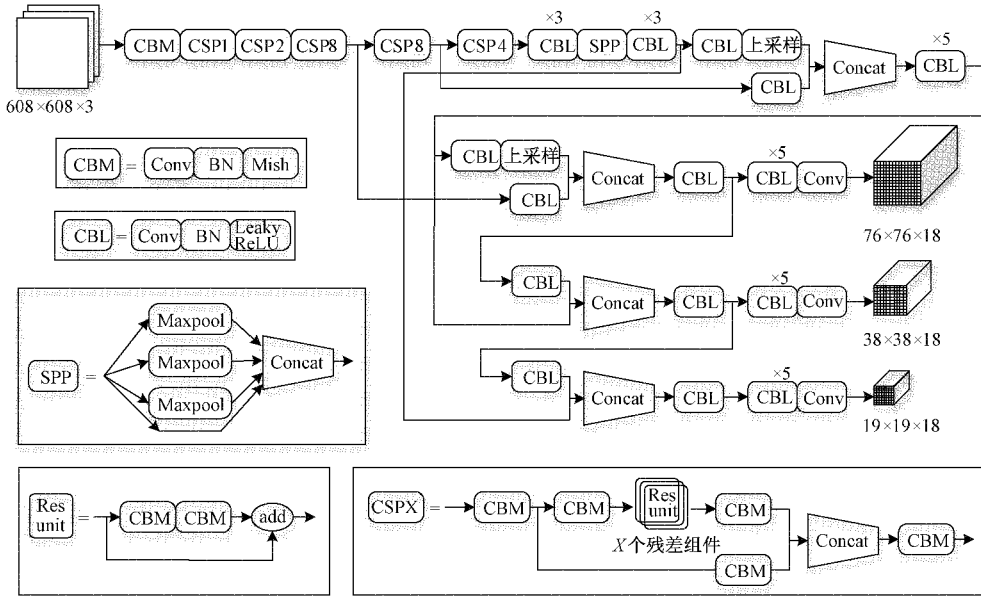 ×3 ×3
CBM CSP1 CSP2 CSP8 CSP8 CSP4 CBL SPP CBL CBL 上采样 Concat ×5 CBL
CBL
608×608×3
CBM = Conv BN Mish
CBL = Conv BN Leaky ReLU
CBL 上采样 Concat CBL ×5 CBL Conv
CBL
76×76×18
CBL Concat CBL ×5 CBL Conv
38×38×18
CBL Concat CBL ×5 CBL Conv
19×19×18
SPP = Maxpool Maxpool Maxpool Concat
Res unit = CBM CBM add
CSPX = CBM CBM Res unit CBM Concat CBM
X个残差组件
CBM